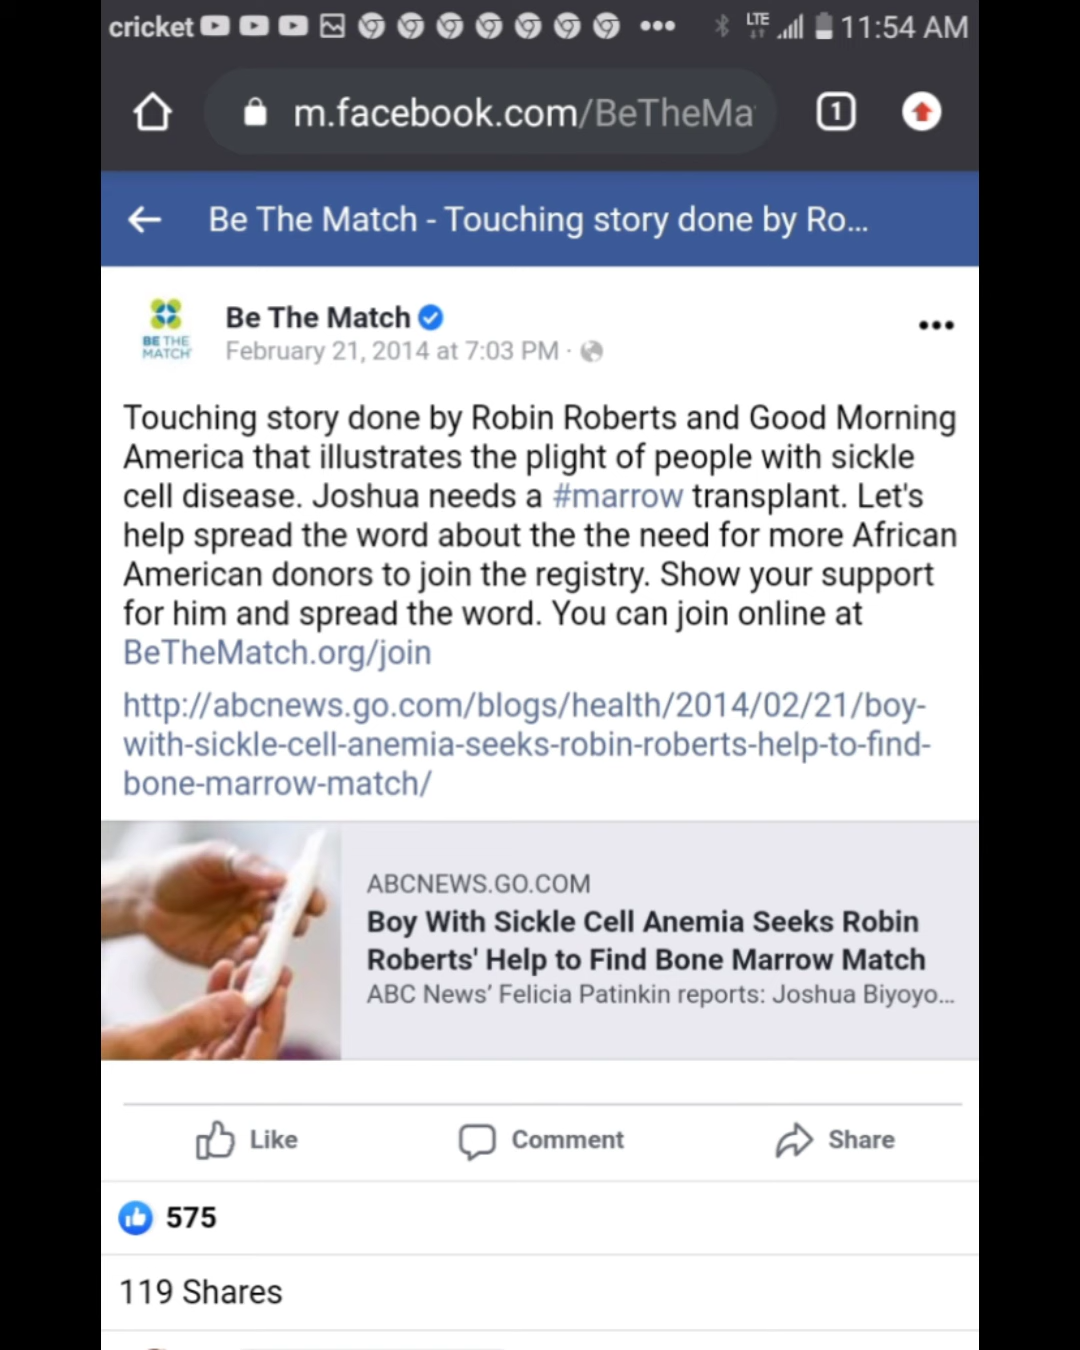 cricket LTE 11:54 AM
m.facebook.com/BeTheMa 1
Be The Match - Touching story done by Ro...
BE THE
MATCH
Be The Match
February 21, 2014 at 7:03 PM ·
Touching story done by Robin Roberts and Good Morning
America that illustrates the plight of people with sickle
cell disease. Joshua needs a #marrow transplant. Let's
help spread the word about the the need for more African
American donors to join the registry. Show your support
for him and spread the word. You can join online at
BeTheMatch.org/join
http://abcnews.go.com/blogs/health/2014/02/21/boy-
with-sickle-cell-anemia-seeks-robin-roberts-help-to-find-
bone-marrow-match/
ABCNEWS.GO.COM
Boy With Sickle Cell Anemia Seeks Robin
Roberts' Help to Find Bone Marrow Match
ABC News’ Felicia Patinkin reports: Joshua Biyoyo...
Like Comment Share
575
119 Shares